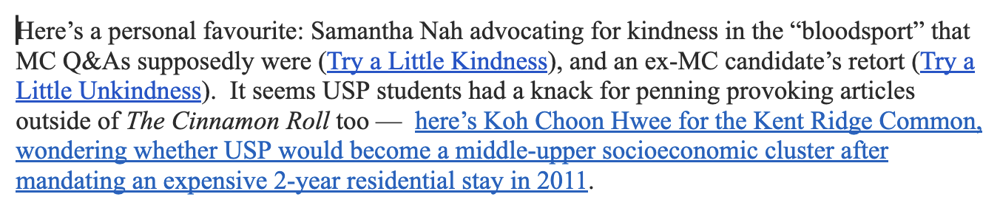 Here’s a personal favourite: Samantha Nah advocating for kindness in the “bloodsport” that
MC Q&As supposedly were (Try a Little Kindness), and an ex-MC candidate’s retort (Try a
Little Unkindness).  It seems USP students had a knack for penning provoking articles
outside of The Cinnamon Roll too —  here’s Koh Choon Hwee for the Kent Ridge Common,
wondering whether USP would become a middle-upper socioeconomic cluster after
mandating an expensive 2-year residential stay in 2011.